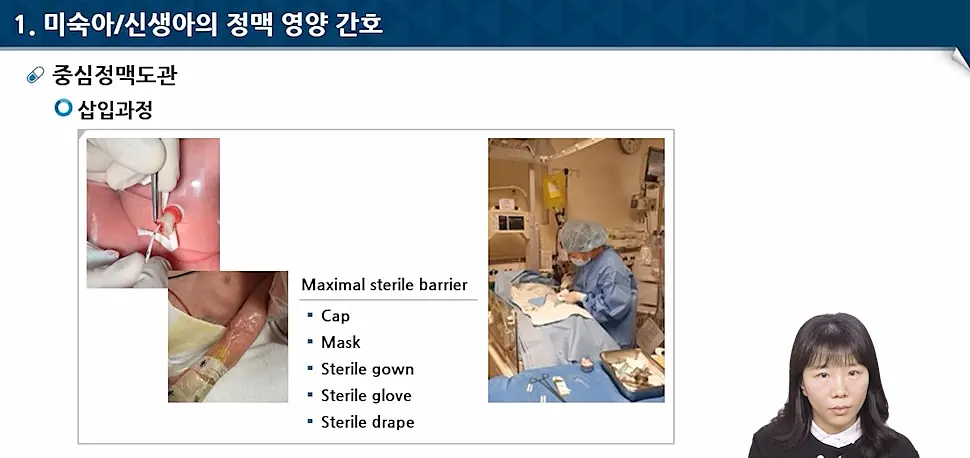 1. 미숙아/신생아의 정맥 영양 간호
중심정맥도관
삽입과정
Maximal sterile barrier
Cap
Mask
Sterile gown
Sterile glove
Sterile drape